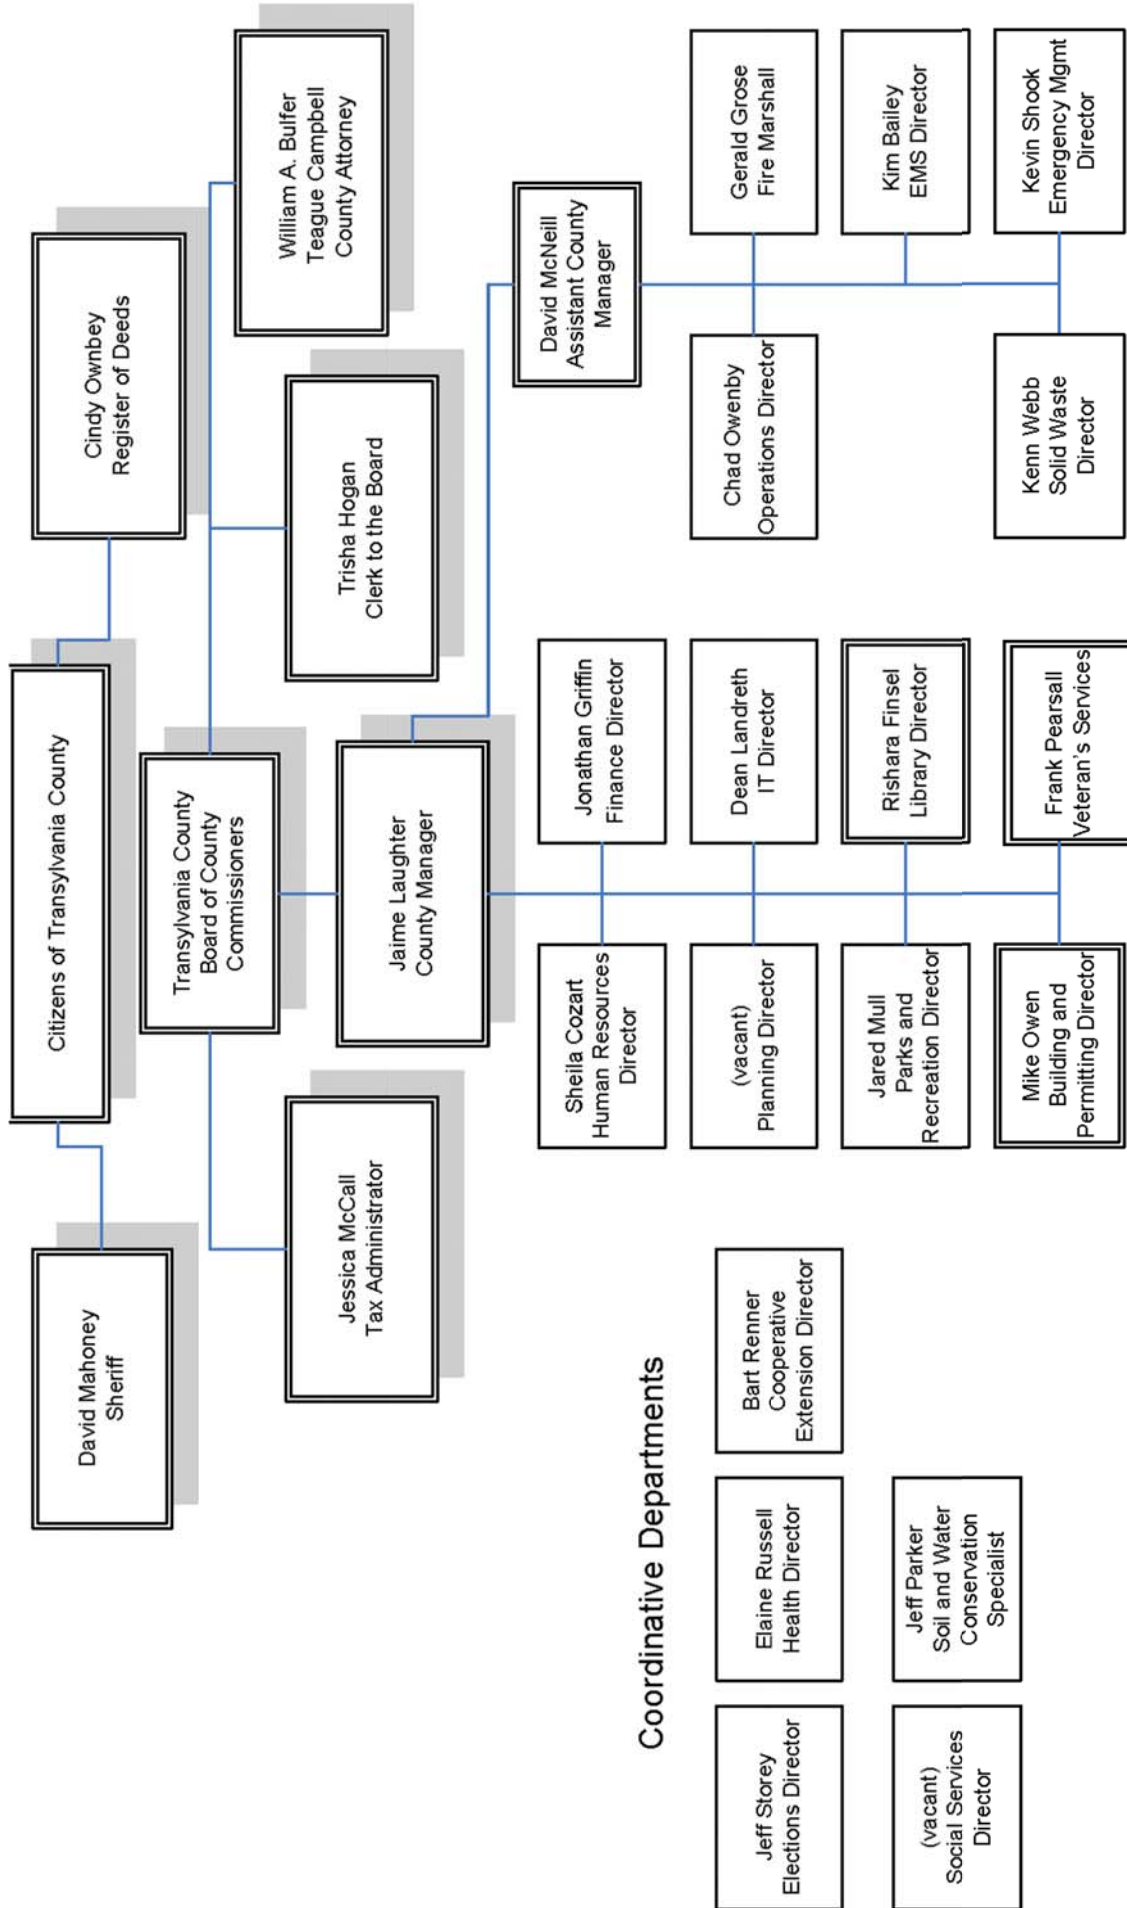 Citizens of Transylvania County
David Mahoney
Sheriff
Cindy Ownbey
Register of Deeds
Transylvania County
Board of County
Commissioners
Jessica McCall
Tax Administrator
Jaime Laughter
County Manager
Trisha Hogan
Clerk to the Board
William A. Bulfer
Teague Campbell
County Attorney
David McNeill
Assistant County
Manager
Sheila Cozart
Human Resources
Director
Jonathan Griffin
Finance Director
(vacant)
Planning Director
Dean Landreth
IT Director
Jared Mull
Parks and
Recreation Director
Rishara Finsel
Library Director
Mike Owen
Building and
Permitting Director
Frank Pearsall
Veteran's Services
Chad Owenby
Operations Director
Gerald Grose
Fire Marshall
Kim Bailey
EMS Director
Kenn Webb
Solid Waste
Director
Kevin Shook
Emergency Mgmt
Director
Coordinative Departments
Jeff Storey
Elections Director
Elaine Russell
Health Director
Bart Renner
Cooperative
Extension Director
(vacant)
Social Services
Director
Jeff Parker
Soil and Water
Conservation
Specialist